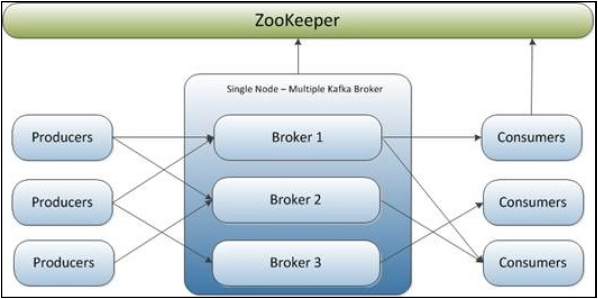 ZooKeeper
Single Node – Multiple Kafka Broker
Producers
Broker 1
Consumers
Producers
Broker 2
Consumers
Producers
Broker 3
Consumers